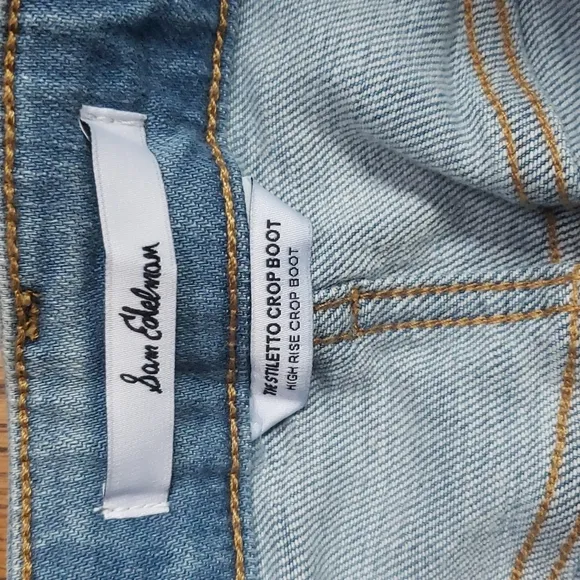 Sam Edelman
THE STILETTO CROP BOOT
HIGH RISE CROP BOOT